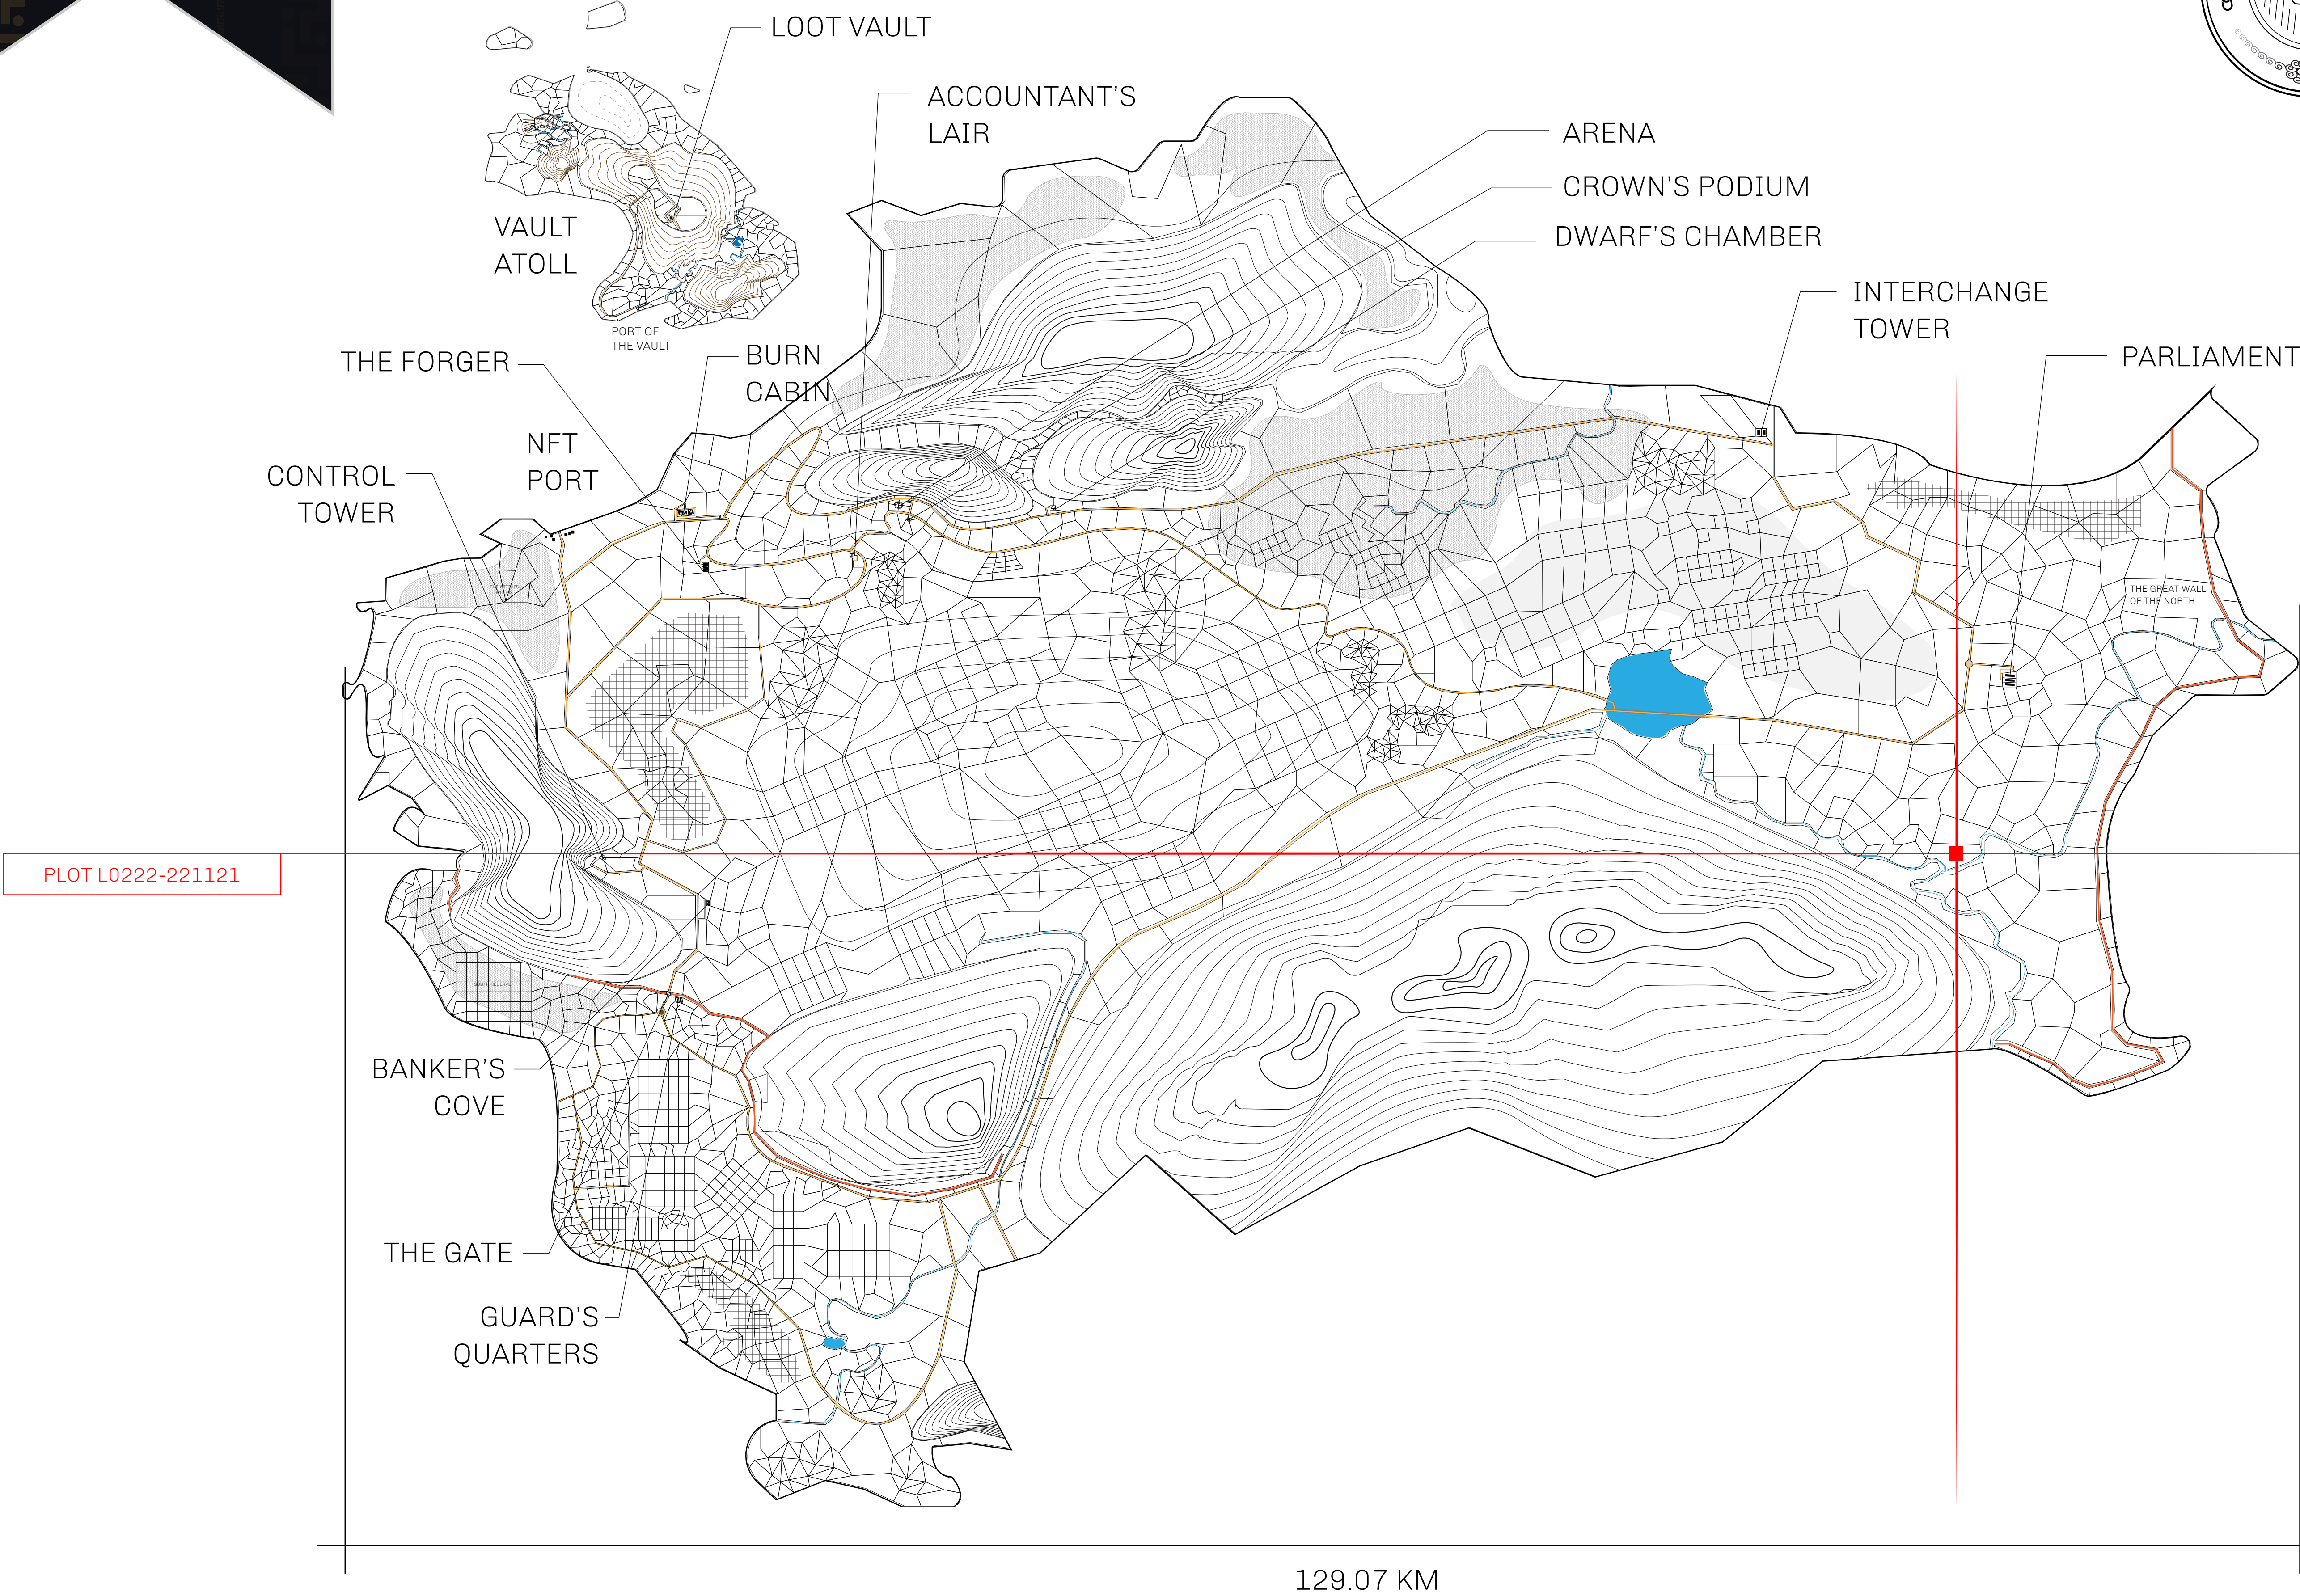 LOOT VAULT
ACCOUNTANT'S
LAIR
ARENA
CROWN'S PODIUM
DWARF'S CHAMBER
VAULT
ATOLL
INTERCHANGE
TOWER
PORT OF
THE VAULT
THE FORGER
BURN
CABIN
PARLIAMENT
NFT
PORT
CONTROL
TOWER
THE GREAT WALL
OF THE NORTH
PLOT L0222-221121
SOUTH RESERVE
BANKER'S
COVE
THE GATE
GUARD'S
QUARTERS
129.07 KM